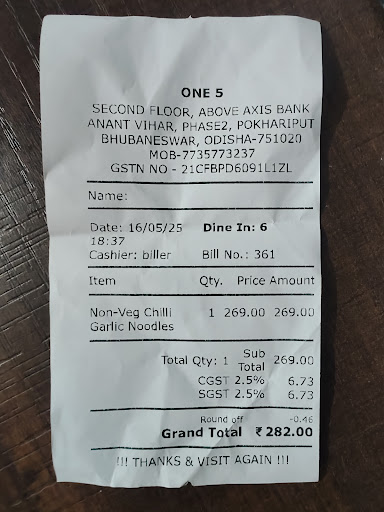 ONE 5
SECOND FLOOR, ABOVE AXIS BANK
ANANT VIHAR, PHASE2, POKHARIPUT
BHUBANESWAR, ODISHA-751020
MOB-7735773237
GSTN NO - 21CFBPD6091L1ZL
Name:
Date: 16/05/25 Dine In: 6
18:37
Cashier: biller Bill No.: 361
Item Qty. Price Amount
Non-Veg Chilli 1 269.00 269.00
Garlic Noodles
Total Qty: 1 Sub 269.00
Total
CGST 2.5% 6.73
SGST 2.5% 6.73
Round off -0.46
Grand Total ₹ 282.00
!!! THANKS & VISIT AGAIN !!!